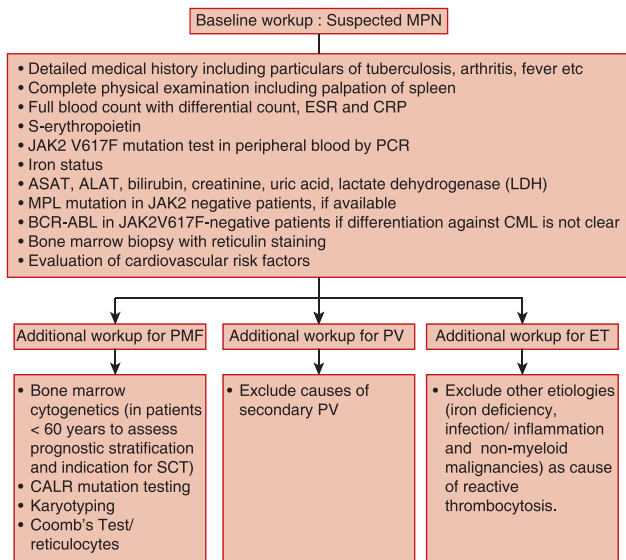 Baseline workup : Suspected MPN
• Detailed medical history including particulars of tuberculosis, arthritis, fever etc
• Complete physical examination including palpation of spleen
• Full blood count with differential count, ESR and CRP
• S-erythropoietin
• JAK2 V617F mutation test in peripheral blood by PCR
• Iron status
• ASAT, ALAT, bilirubin, creatinine, uric acid, lactate dehydrogenase (LDH)
• MPL mutation in JAK2 negative patients, if available
• BCR-ABL in JAK2V617F-negative patients if differentiation against CML is not clear
• Bone marrow biopsy with reticulin staining
• Evaluation of cardiovascular risk factors
Additional workup for PMF
• Bone marrow
cytogenetics (in patients
< 60 years to assess
prognostic stratification
and indication for SCT)
• CALR mutation testing
• Karyotyping
• Coomb's Test/
reticulocytes
Additional workup for PV
• Exclude causes of
secondary PV
Additional workup for ET
• Exclude other etiologies
(iron deficiency,
infection/ inflammation
and non-myeloid
malignancies) as cause
of reactive
thrombocytosis.